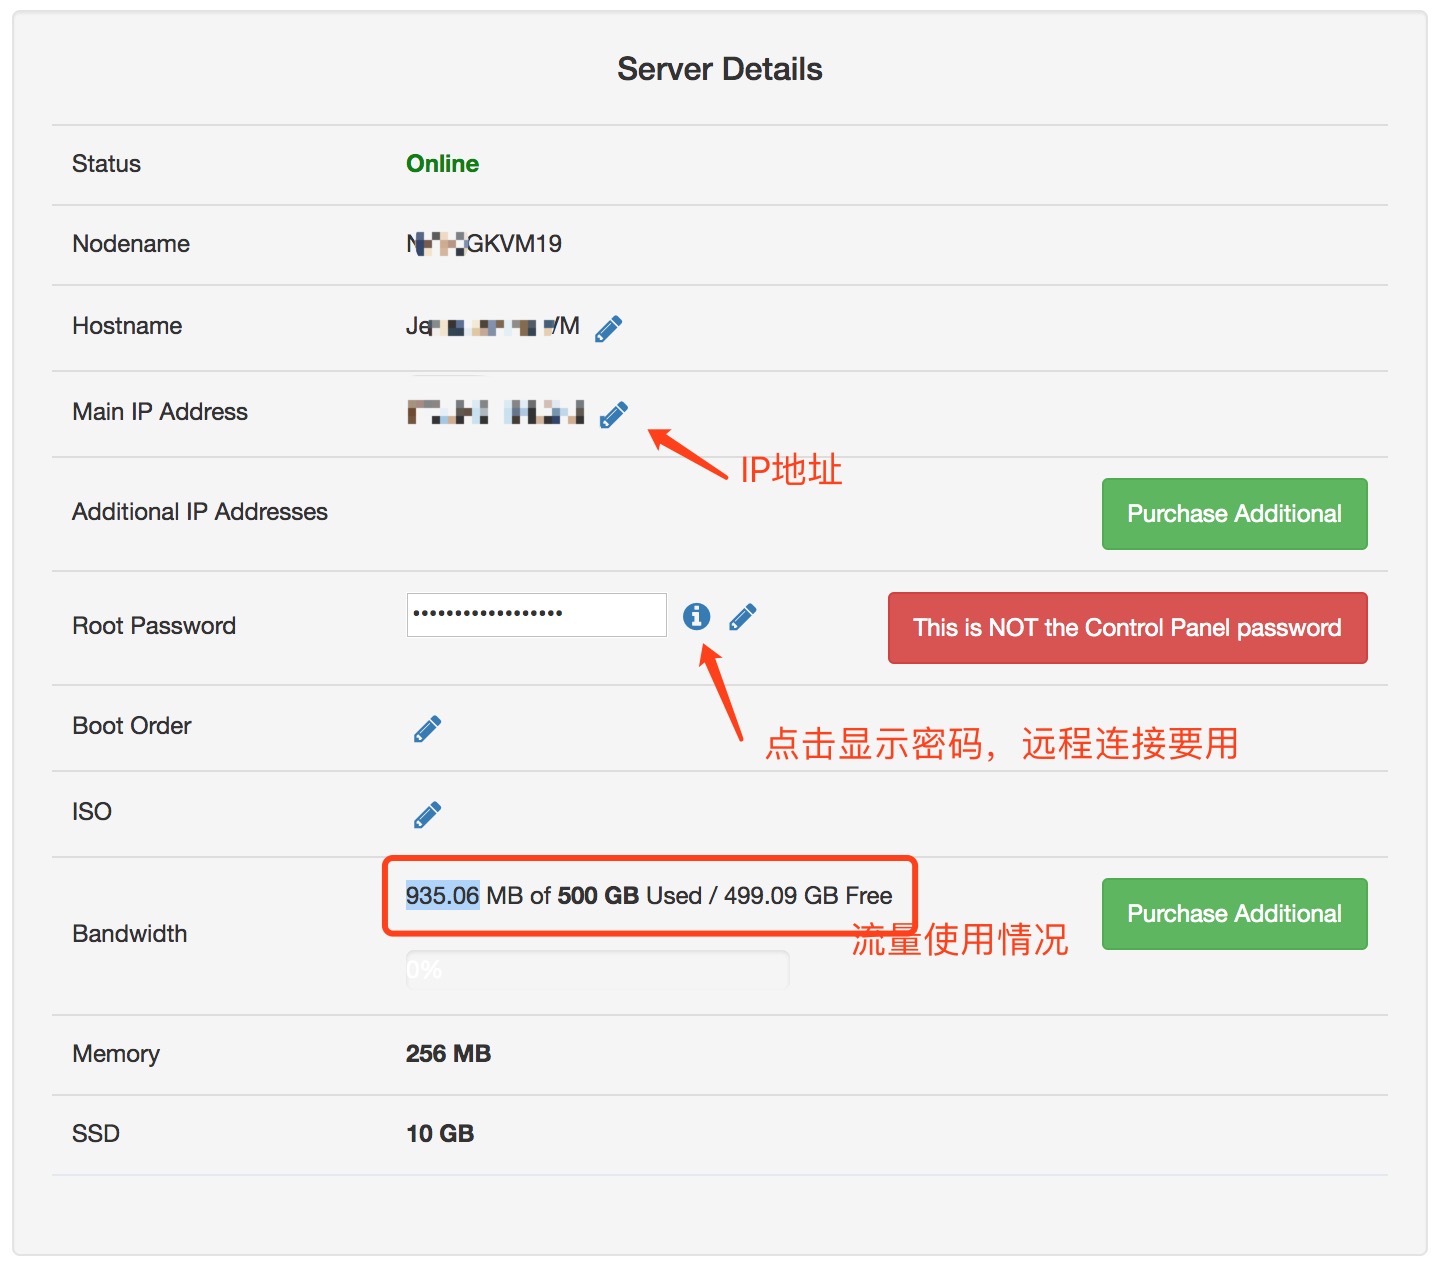 Server Details
Status Online
Nodename GKVM19
Hostname Je VM
Main IP Address
IP地址
Additional IP Addresses Purchase Additional
Root Password •••••••••••••••••• This is NOT the Control Panel password
Boot Order
点击显示密码，远程连接要用
ISO
935.06 MB of 500 GB Used / 499.09 GB Free
Purchase Additional
Bandwidth
流量使用情况
0%
Memory 256 MB
SSD 10 GB